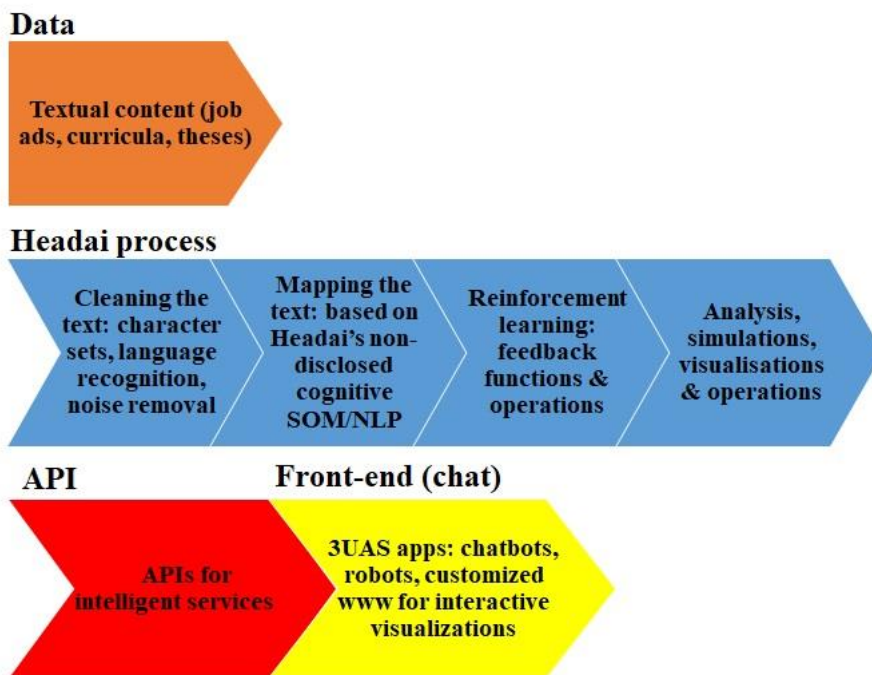 Data
Textual content (job
ads, curricula, theses)
Headai process
Cleaning the
text: character
sets, language
recognition,
noise removal
Mapping the
text: based on
Headai’s non-
disclosed
cognitive
SOM/NLP
Reinforcement
learning:
feedback
functions &
operations
Analysis,
simulations,
visualisations
& operations
API
APIs for
intelligent services
Front-end (chat)
3UAS apps: chatbots,
robots, customized
www for interactive
visualizations